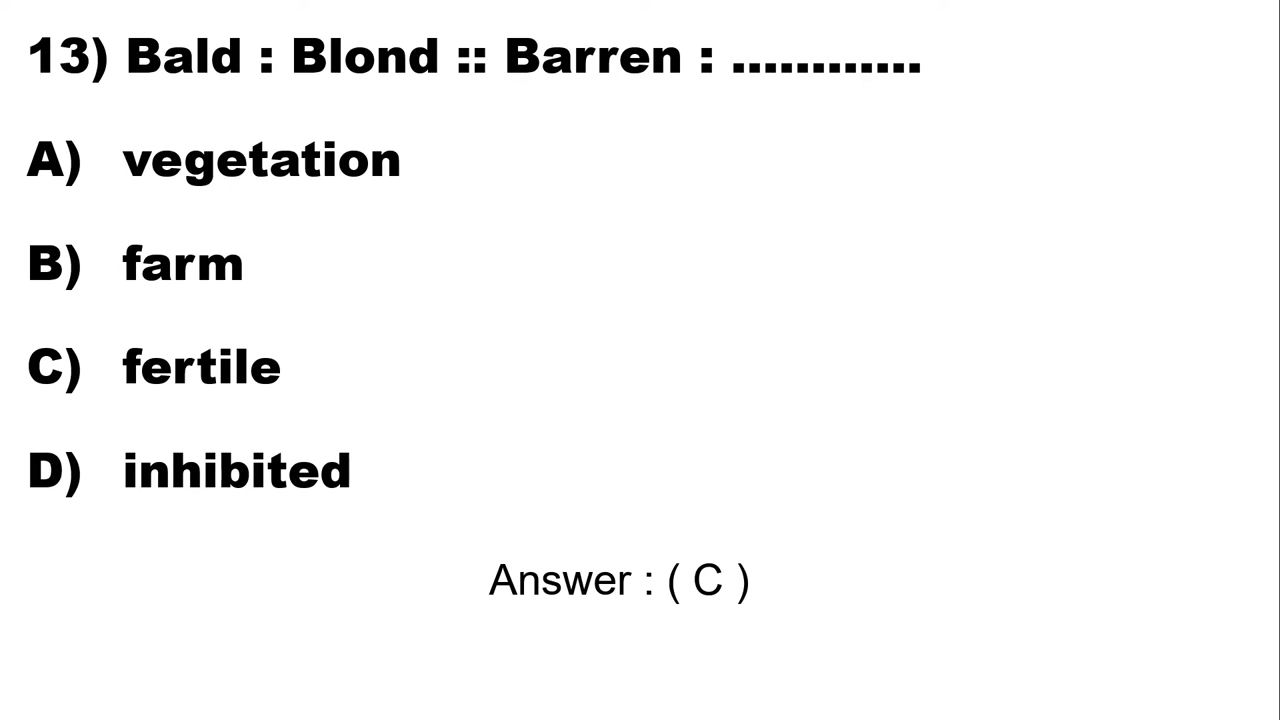 13) Bald : Blond :: Barren : ............
A) vegetation
B) farm
C) fertile
D) inhibited
Answer : ( C )